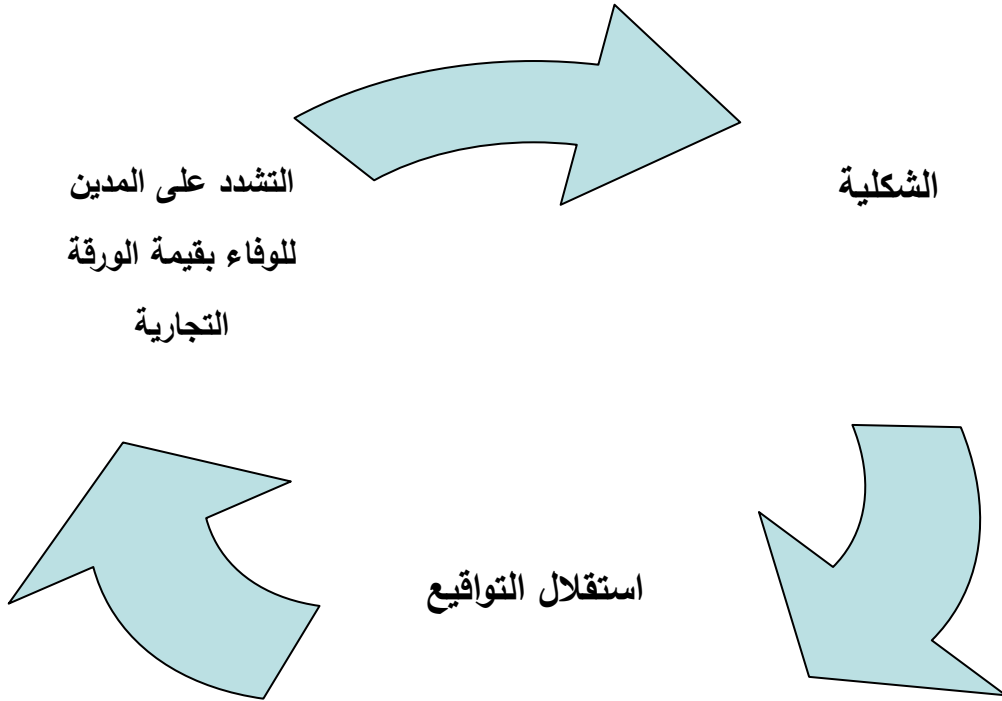 الشكلية
التشدد على المدين
للوفاء بقيمة الورقة
التجارية
استقلال التواقيع